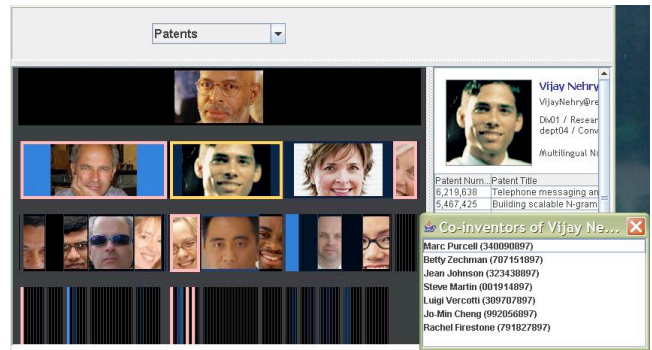 Patents
Vijay Nehry
VijayNehry@re
Div01 / Resear
dept04 / Conv
Multilingual Na
Patent Num... Patent Title
6,219,638 Telephone messaging an
5,467,425 Building scalable N-gram
Co-inventors of Vijay Ne...
Marc Purcell (340090897)
Betty Zechman (707151897)
Jean Johnson (323438897)
Steve Martin (001914897)
Luigi Vercotti (309707897)
Jo-Min Cheng (992056897)
Rachel Firestone (791827897)